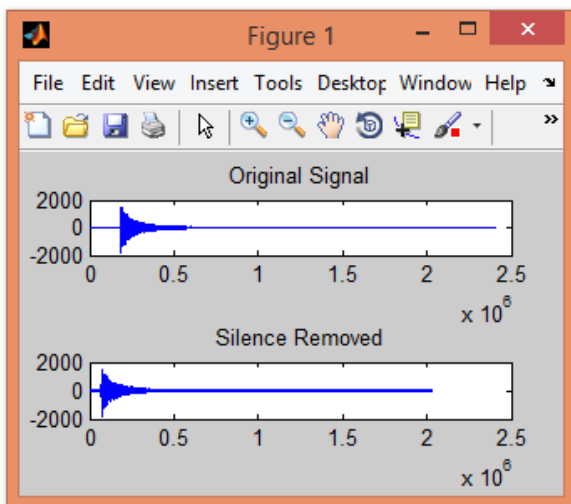 Figure 1
File Edit View Insert Tools Desktop Window Help
Original Signal
2000
0
-2000
0 0.5 1 1.5 2 2.5
x 10^6
Silence Removed
2000
0
-2000
0 0.5 1 1.5 2 2.5
x 10^6